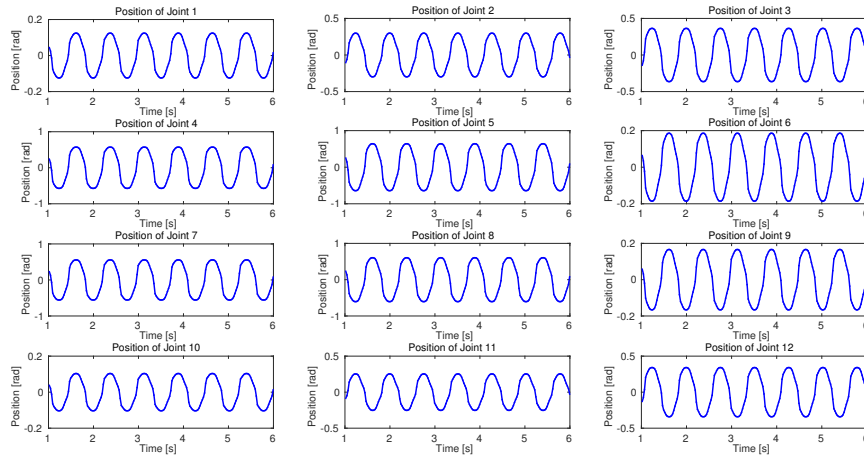 Position of Joint 1
Position [rad]
0.2
0
-0.2
1 2 3 4 5 6
Time [s]
Position of Joint 2
Position [rad]
0.5
0
-0.5
1 2 3 4 5 6
Time [s]
Position of Joint 3
Position [rad]
0.5
0
-0.5
1 2 3 4 5 6
Time [s]
Position of Joint 4
Position [rad]
1
0
-1
1 2 3 4 5 6
Time [s]
Position of Joint 5
Position [rad]
1
0
-1
1 2 3 4 5 6
Time [s]
Position of Joint 6
Position [rad]
0.2
0
-0.2
1 2 3 4 5 6
Time [s]
Position of Joint 7
Position [rad]
1
0
-1
1 2 3 4 5 6
Time [s]
Position of Joint 8
Position [rad]
1
0
-1
1 2 3 4 5 6
Time [s]
Position of Joint 9
Position [rad]
0.2
0
-0.2
1 2 3 4 5 6
Time [s]
Position of Joint 10
Position [rad]
0.2
0
-0.2
1 2 3 4 5 6
Time [s]
Position of Joint 11
Position [rad]
0.5
0
-0.5
1 2 3 4 5 6
Time [s]
Position of Joint 12
Position [rad]
0.5
0
-0.5
1 2 3 4 5 6
Time [s]